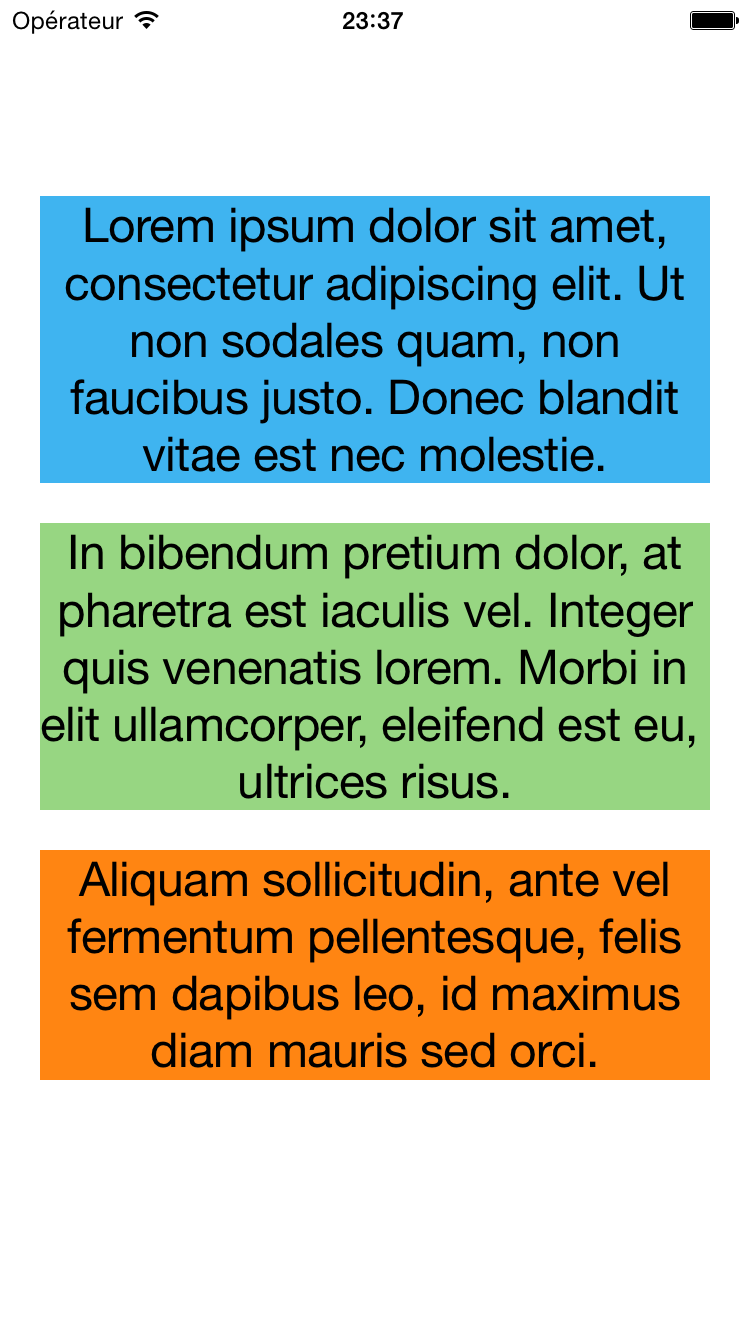 Opérateur 23:37
Lorem ipsum dolor sit amet,
consectetur adipiscing elit. Ut
non sodales quam, non
faucibus justo. Donec blandit
vitae est nec molestie.
In bibendum pretium dolor, at
pharetra est iaculis vel. Integer
quis venenatis lorem. Morbi in
elit ullamcorper, eleifend est eu,
ultrices risus.
Aliquam sollicitudin, ante vel
fermentum pellentesque, felis
sem dapibus leo, id maximus
diam mauris sed orci.